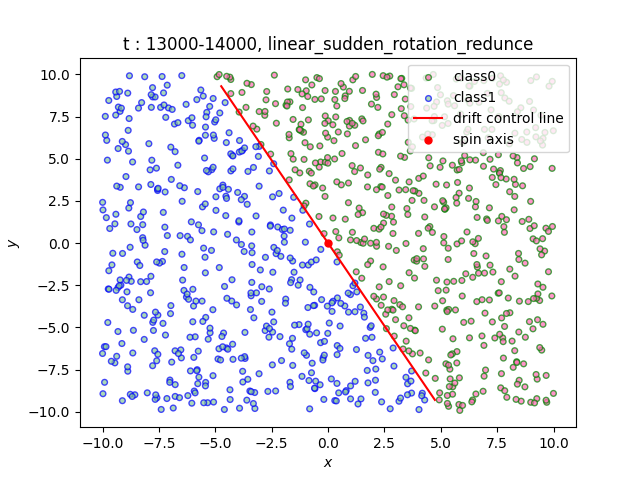 t : 13000-14000, linear_sudden_rotation_redunce
class0
class1
drift control line
spin axis
y
10.0
7.5
5.0
2.5
0.0
−2.5
−5.0
−7.5
−10.0
−10.0 −7.5 −5.0 −2.5 0.0 2.5 5.0 7.5 10.0
x